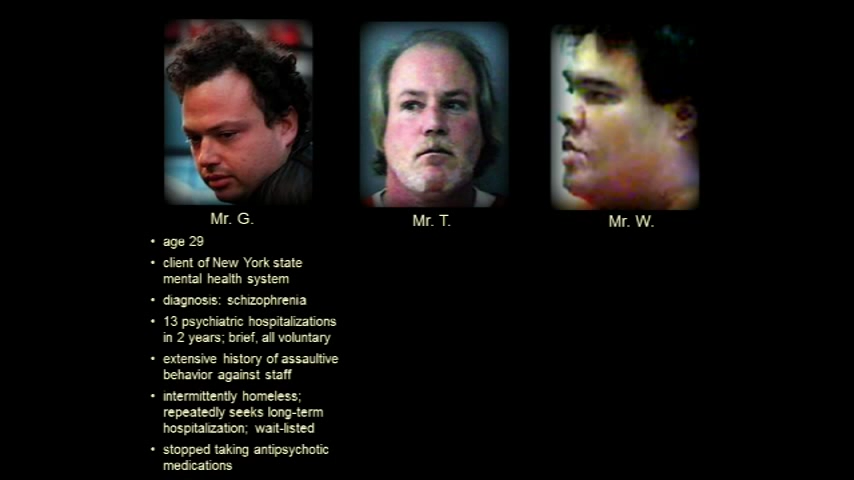 Mr. G.
Mr. T.
Mr. W.
• age 29
• client of New York state
mental health system
• diagnosis: schizophrenia
• 13 psychiatric hospitalizations
in 2 years; brief, all voluntary
• extensive history of assaultive
behavior against staff
• intermittently homeless;
repeatedly seeks long-term
hospitalization; wait-listed
• stopped taking antipsychotic
medications